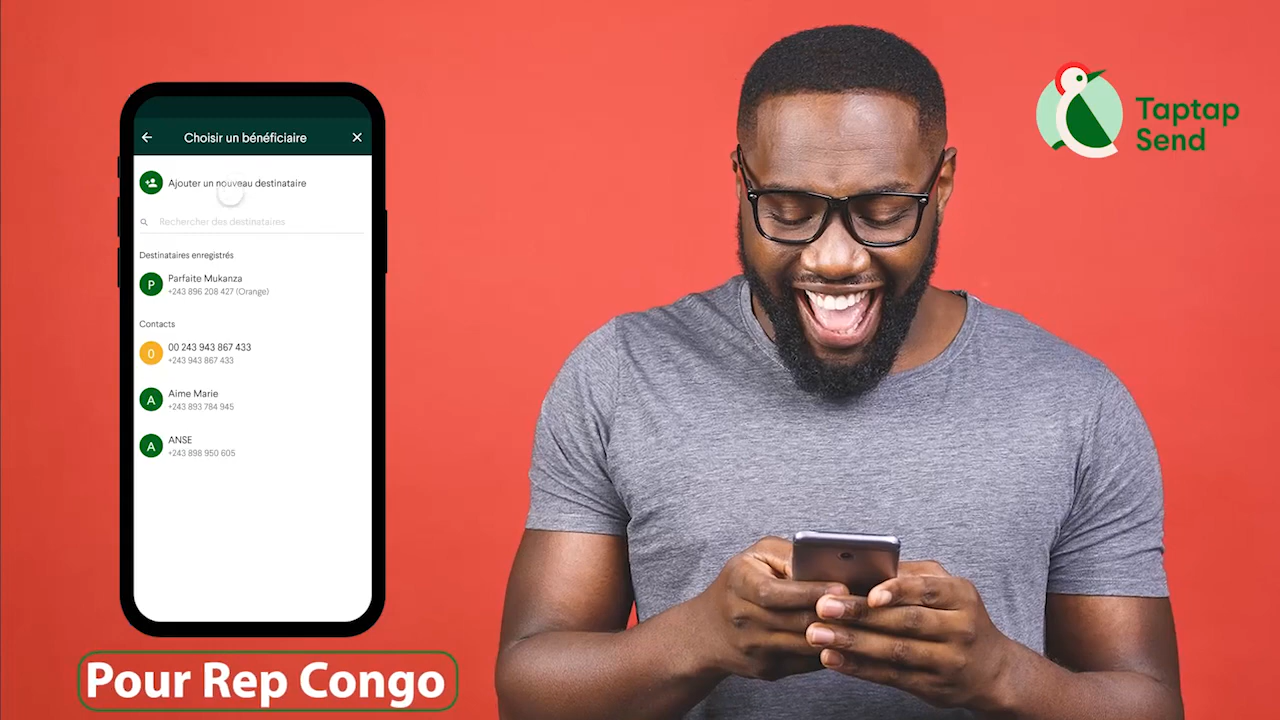 Choisir un bénéficiaire
Ajouter un nouveau destinataire
Rechercher des destinataires
Destinataires enregistrés
P
Parfaite Mukanza
+243 896 208 427 (Orange)
Contacts
0
00 243 943 867 433
+243 943 867 433
A
Aime Marie
+243 893 784 945
A
ANSE
+243 898 950 605
Pour Rep Congo
Taptap
Send